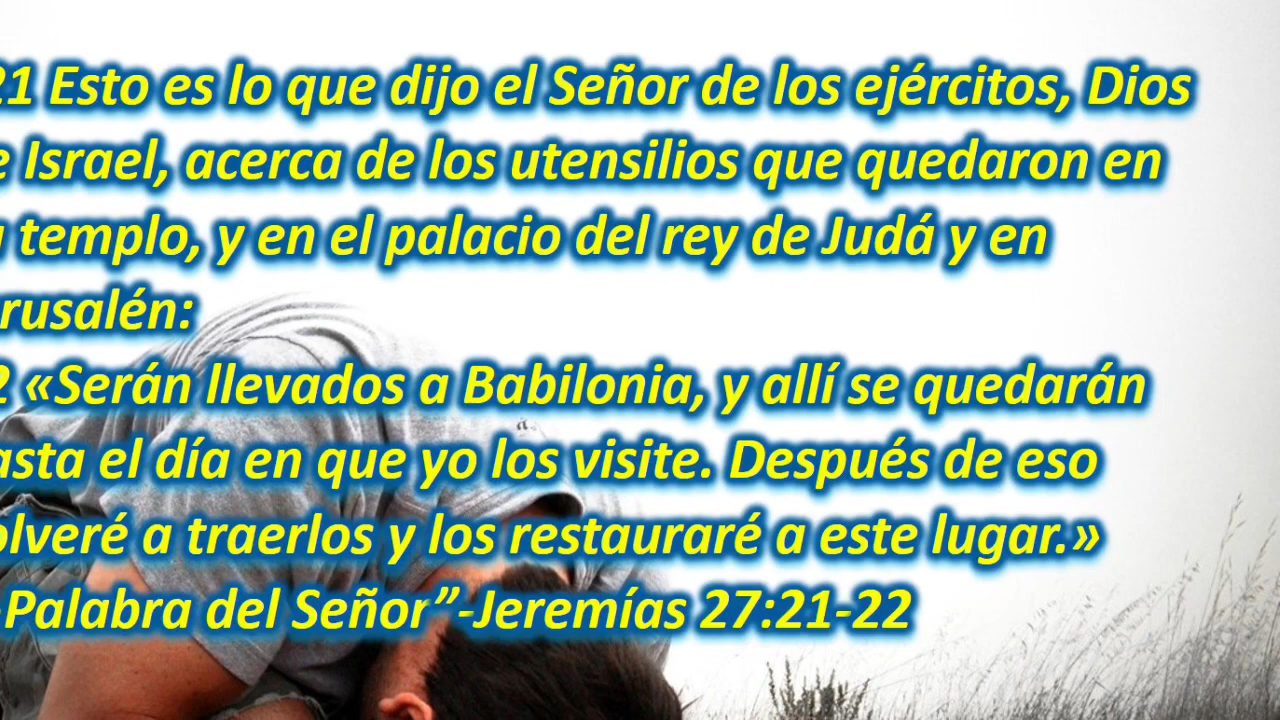 21 Esto es lo que dijo el Señor de los ejércitos, Dios
e Israel, acerca de los utensilios que quedaron en
templo, y en el palacio del rey de Judá y en
rusalén:
2 «Serán llevados a Babilonia, y allí se quedarán
asta el día en que yo los visite. Después de eso
olveré a traerlos y los restauraré a este lugar.»
-Palabra del Señor”-Jeremías 27:21-22